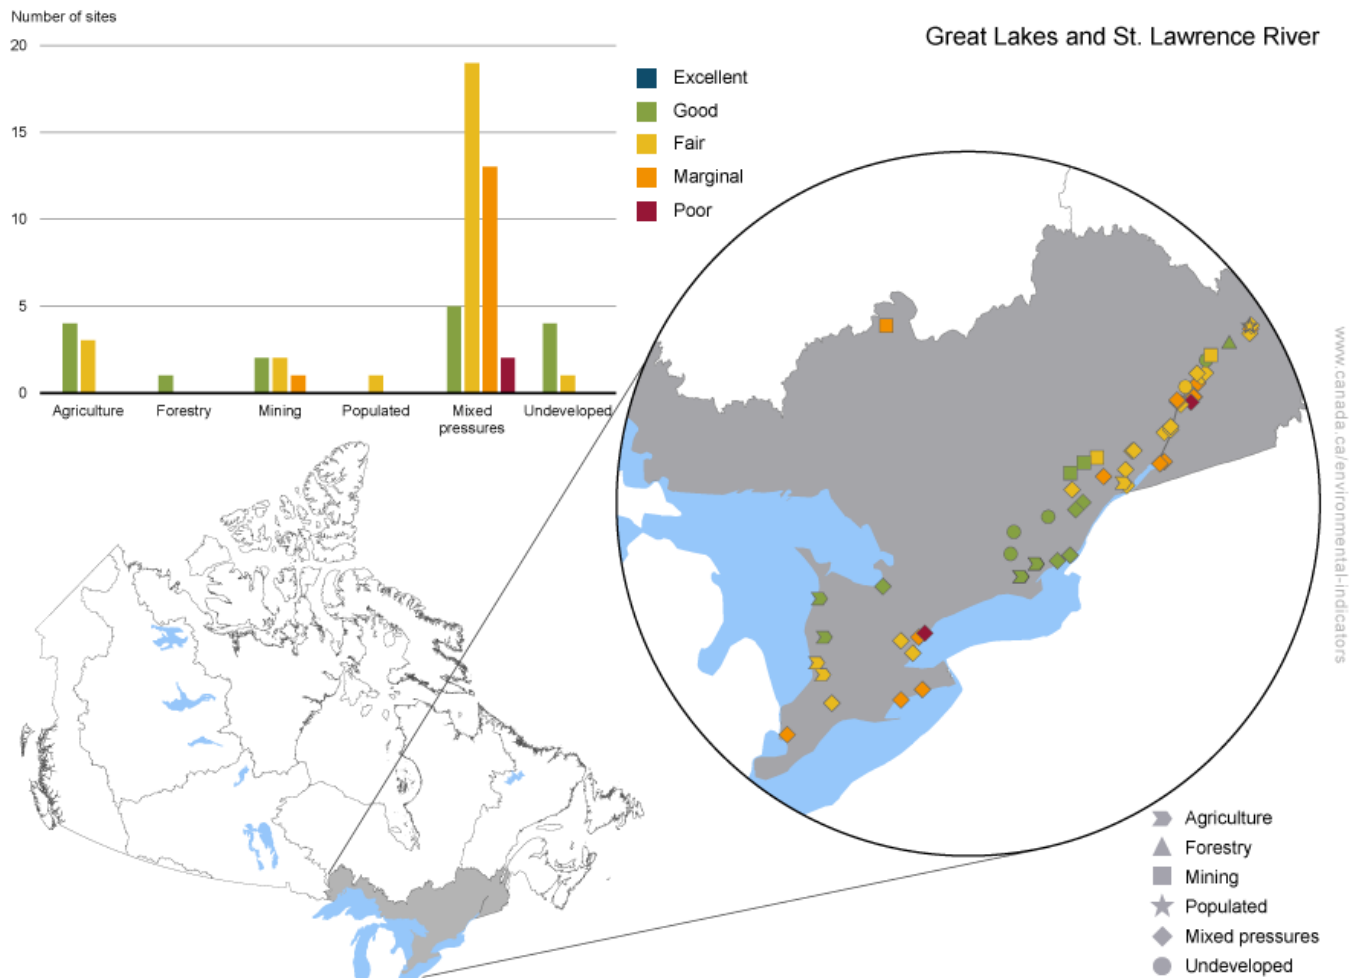 Number of sites
Great Lakes and St. Lawrence River
20
15
10
5
0
Agriculture
Forestry
Mining
Populated
Mixed
pressures
Undeveloped
Excellent
Good
Fair
Marginal
Poor
www.canada.ca/environmental-indicators
Agriculture
Forestry
Mining
Populated
Mixed pressures
Undeveloped